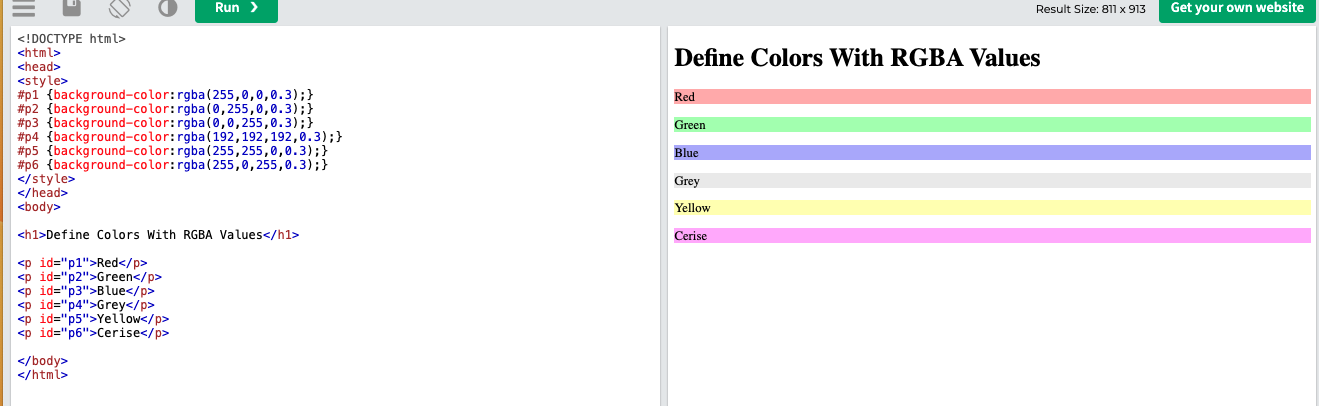 Run ❯
Result Size: 811 x 913
Get your own website
<!DOCTYPE html>
<html>
<head>
<style>
#p1 {background-color:rgba(255,0,0,0.3);}
#p2 {background-color:rgba(0,255,0,0.3);}
#p3 {background-color:rgba(0,0,255,0.3);}
#p4 {background-color:rgba(192,192,192,0.3);}
#p5 {background-color:rgba(255,255,0,0.3);}
#p6 {background-color:rgba(255,0,255,0.3);}
</style>
</head>
<body>
<h1>Define Colors With RGBA Values</h1>
<p id="p1">Red</p>
<p id="p2">Green</p>
<p id="p3">Blue</p>
<p id="p4">Grey</p>
<p id="p5">Yellow</p>
<p id="p6">Cerise</p>
</body>
</html>
Define Colors With RGBA Values
Red
Green
Blue
Grey
Yellow
Cerise